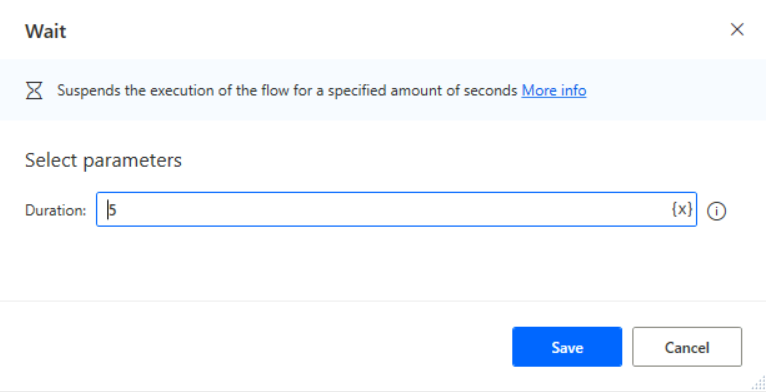 Wait
Suspends the execution of the flow for a specified amount of seconds More info
Select parameters
Duration: 5 {x}
Save Cancel